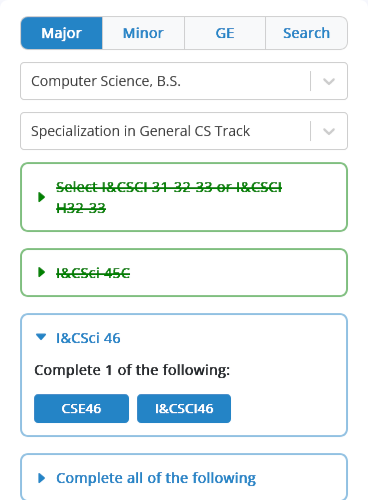 Major Minor GE Search
Computer Science, B.S.
Specialization in General CS Track
Select I&CSCI 31-32-33 or I&CSCI
H32-33
I&CSci 45C
I&CSci 46
Complete 1 of the following:
CSE46 I&CSCI46
Complete all of the following